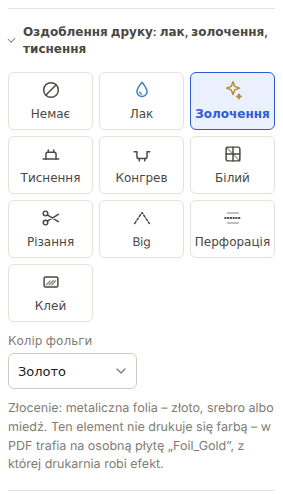 Оздоблення друку: лак, золочення,
тиснення
Немає
Лак
Золочення
Тиснення
Конгрев
Білий
Різання
Big
Перфорація
Клей
Колір фольги
Золото
Złocenie: metaliczna folia – złoto, srebro albo
miedź. Ten element nie drukuje się farbą – w
PDF trafia na osobną płytę „Foil_Gold”, z
której drukarnia robi efekt.